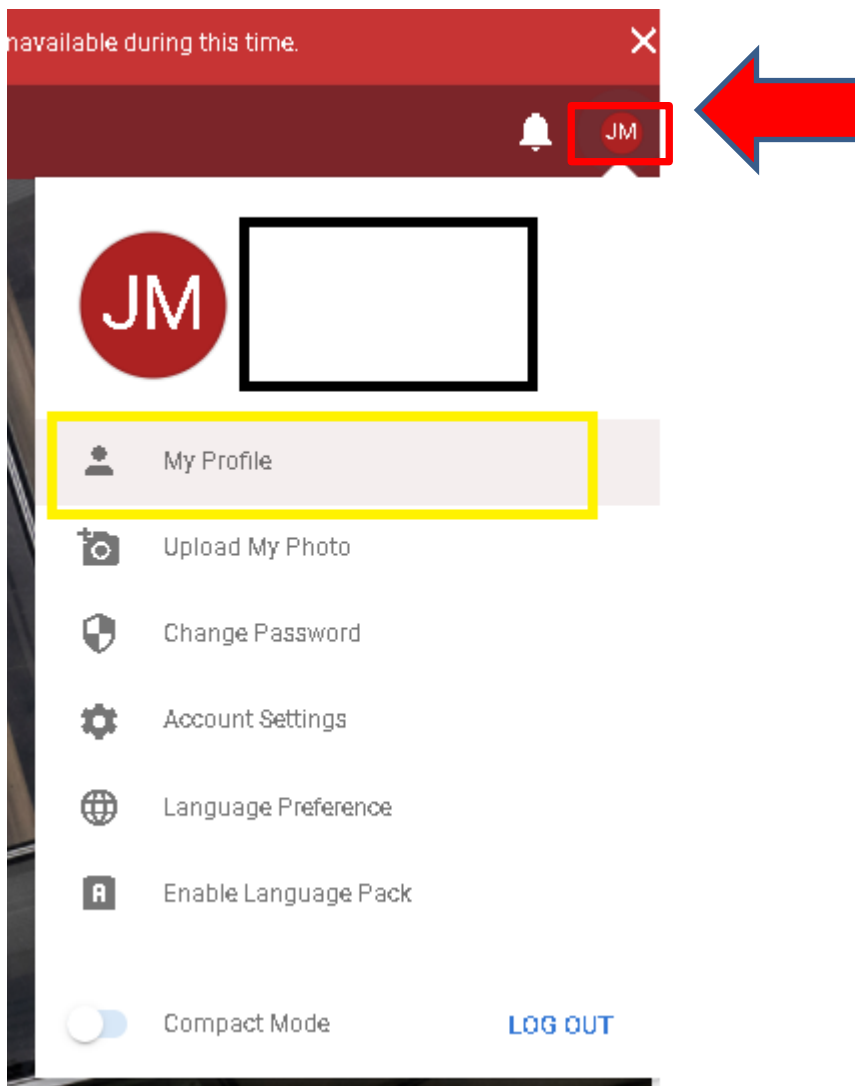 during this time.
JM
JM
My Profile
Upload My Photo
Change Password
Account Settings
Language Preference
Enable Language Pack
Compact Mode LOG OUT